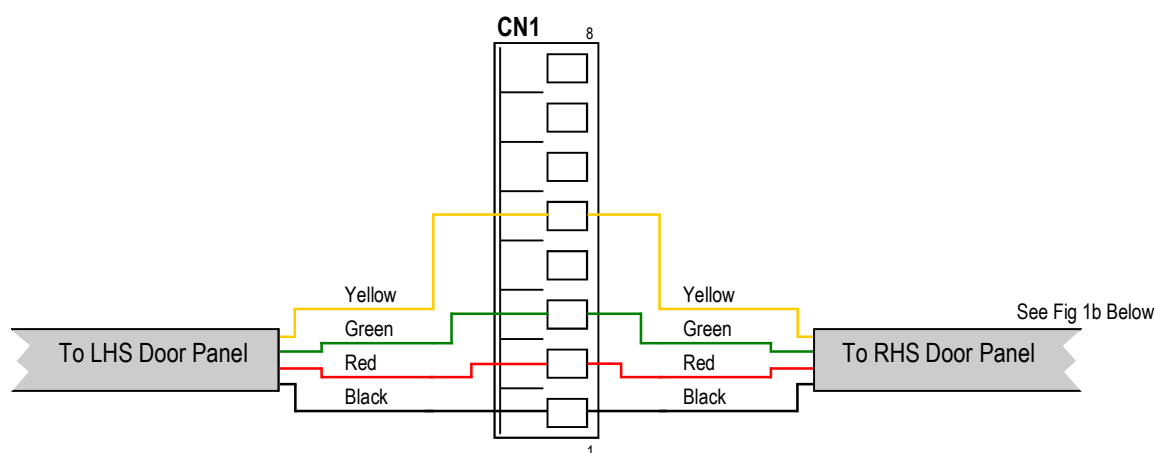 CN1
8
Yellow
Yellow
See Fig 1b Below
Green
Green
To LHS Door Panel
To RHS Door Panel
Red
Red
Black
Black
1